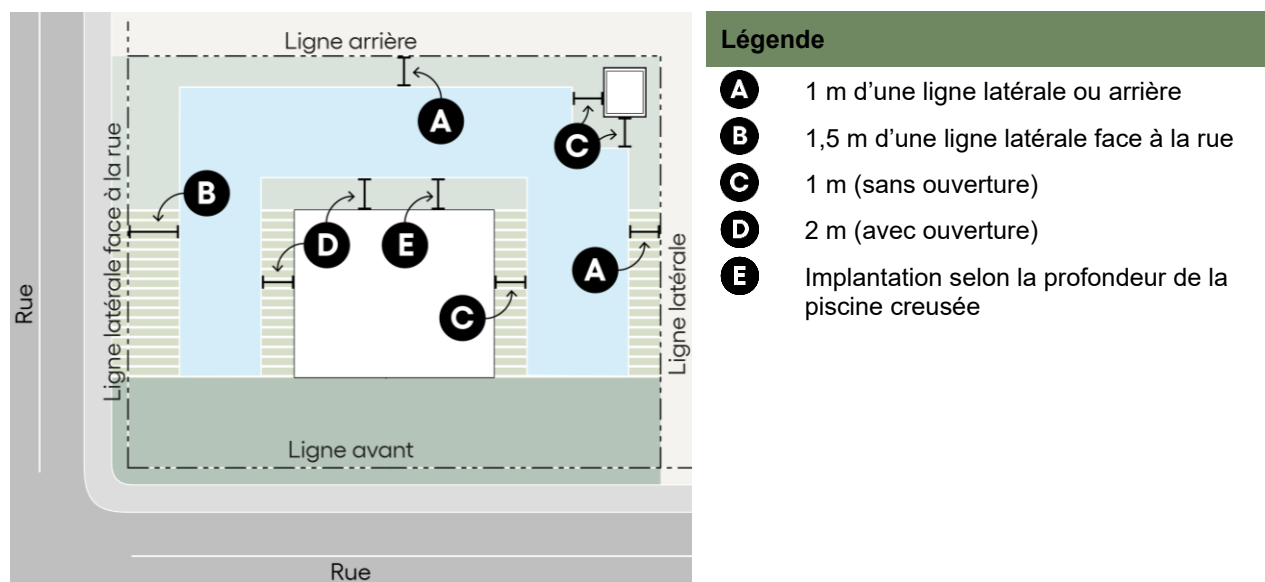 Ligne arrière
A
C
B
Ligne latérale face à la rue
D
E
A
C
Ligne latérale
Rue
Ligne avant
Rue
Légende
A 1 m d’une ligne latérale ou arrière
B 1,5 m d’une ligne latérale face à la rue
C 1 m (sans ouverture)
D 2 m (avec ouverture)
E Implantation selon la profondeur de la
piscine creusée